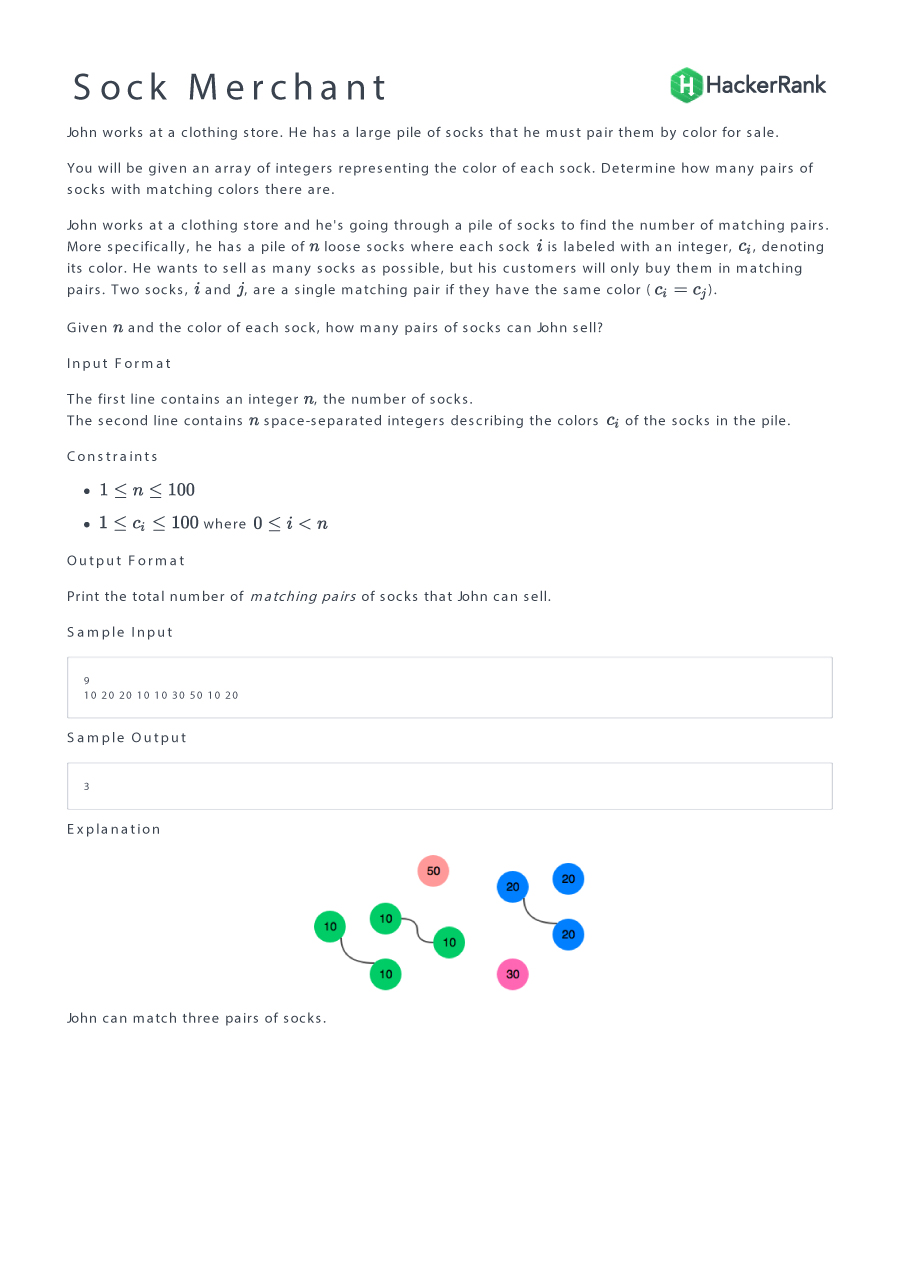 Sock Merchant
HackerRank
John works at a clothing store. He has a large pile of socks that he must pair them by color for sale.
You will be given an array of integers representing the color of each sock. Determine how many pairs of
socks with matching colors there are.
John works at a clothing store and he's going through a pile of socks to find the number of matching pairs.
More specifically, he has a pile of n loose socks where each sock i is labeled with an integer, cᵢ, denoting
its color. He wants to sell as many socks as possible, but his customers will only buy them in matching
pairs. Two socks, i and j, are a single matching pair if they have the same color (cᵢ = cⱼ).
Given n and the color of each sock, how many pairs of socks can John sell?
Input Format
The first line contains an integer n, the number of socks.
The second line contains n space-separated integers describing the colors cᵢ of the socks in the pile.
Constraints
• 1 ≤ n ≤ 100
• 1 ≤ cᵢ ≤ 100 where 0 ≤ i < n
Output Format
Print the total number of matching pairs of socks that John can sell.
Sample Input
9
10 20 20 10 10 30 50 10 20
Sample Output
3
Explanation
50
20
20
10
10
10
20
10
30
John can match three pairs of socks.